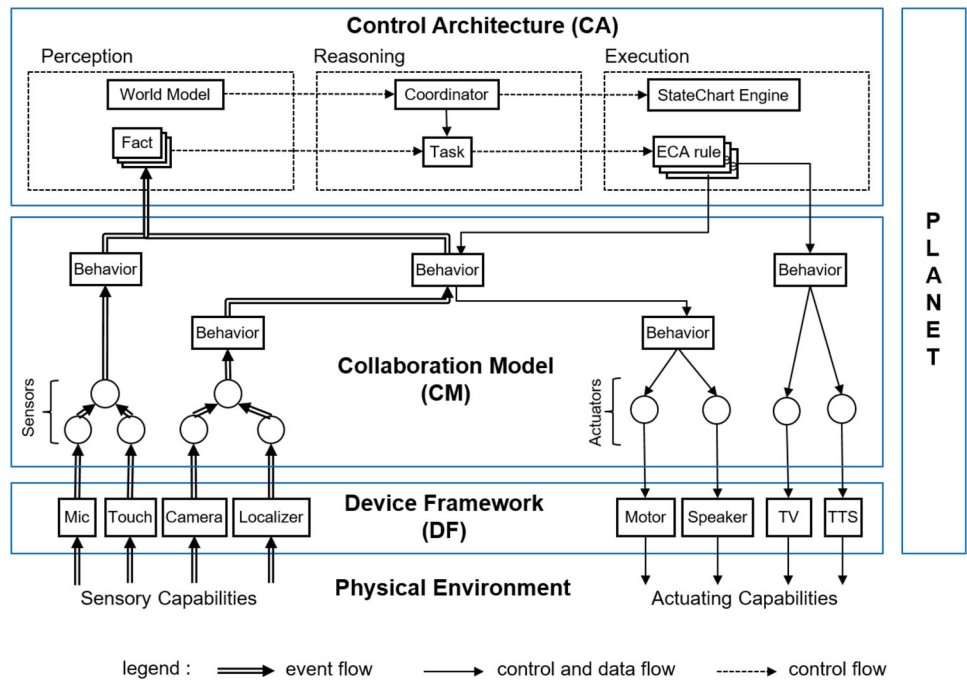 Control Architecture (CA)
Perception
Reasoning
Execution
World Model
Coordinator
StateChart Engine
Fact
Task
ECA rule
Behavior
Behavior
Behavior
Behavior
Behavior
Collaboration Model
(CM)
Sensors
Actuators
Device Framework
(DF)
Mic
Touch
Camera
Localizer
Motor
Speaker
TV
TTS
Physical Environment
Sensory Capabilities
Actuating Capabilities
P
L
A
N
E
T
legend :
event flow
control and data flow
control flow